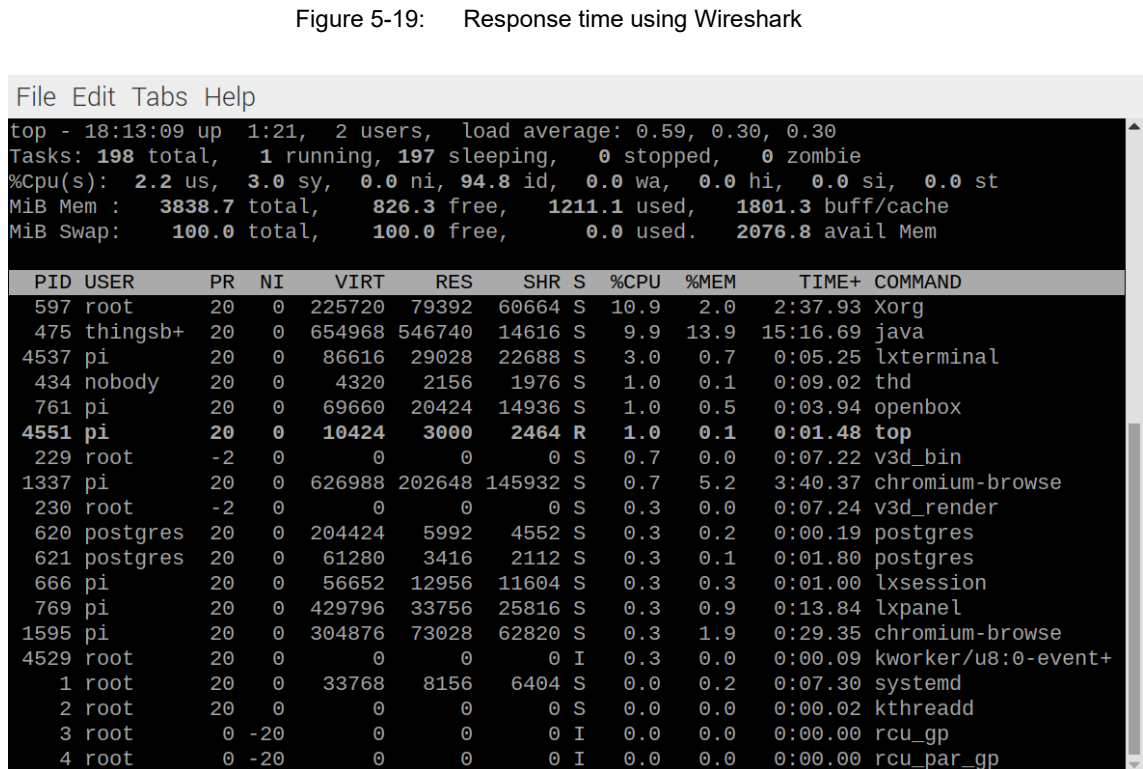 Figure 5-19: Response time using Wireshark
File Edit Tabs Help
top - 18:13:09 up 1:21, 2 users, load average: 0.59, 0.30, 0.30
Tasks: 198 total, 1 running, 197 sleeping, 0 stopped, 0 zombie
%Cpu(s): 2.2 us, 3.0 sy, 0.0 ni, 94.8 id, 0.0 wa, 0.0 hi, 0.0 si, 0.0 st
MiB Mem : 3838.7 total, 826.3 free, 1211.1 used, 1801.3 buff/cache
MiB Swap: 100.0 total, 100.0 free, 0.0 used. 2076.8 avail Mem
PID USER PR NI VIRT RES SHR S %CPU %MEM TIME+ COMMAND
597 root 20 0 225720 79392 60664 S 10.9 2.0 2:37.93 Xorg
475 thingsb+ 20 0 654968 546740 14616 S 9.9 13.9 15:16.69 java
4537 pi 20 0 86616 29028 22688 S 3.0 0.7 0:05.25 lxterminal
434 nobody 20 0 4320 2156 1976 S 1.0 0.1 0:09.02 thd
761 pi 20 0 69660 20424 14936 S 1.0 0.5 0:03.94 openbox
4551 pi 20 0 10424 3000 2464 R 1.0 0.1 0:01.48 top
229 root -2 0 0 0 0 S 0.7 0.0 0:07.22 v3d_bin
1337 pi 20 0 626988 202648 145932 S 0.7 5.2 3:40.37 chromium-browse
230 root -2 0 0 0 0 S 0.3 0.0 0:07.24 v3d_render
620 postgres 20 0 204424 5992 4552 S 0.3 0.2 0:00.19 postgres
621 postgres 20 0 61280 3416 2112 S 0.3 0.1 0:01.80 postgres
666 pi 20 0 56652 12956 11604 S 0.3 0.3 0:01.00 lxsession
769 pi 20 0 429796 33756 25816 S 0.3 0.9 0:13.84 lxpanel
1595 pi 20 0 304876 73028 62820 S 0.3 1.9 0:29.35 chromium-browse
4529 root 20 0 0 0 0 I 0.3 0.0 0:00.09 kworker/u8:0-event+
1 root 20 0 33768 8156 6404 S 0.0 0.2 0:07.30 systemd
2 root 20 0 0 0 0 S 0.0 0.0 0:00.02 kthreadd
3 root 0 -20 0 0 0 I 0.0 0.0 0:00.00 rcu_gp
4 root 0 -20 0 0 0 I 0.0 0.0 0:00.00 rcu_par_gp